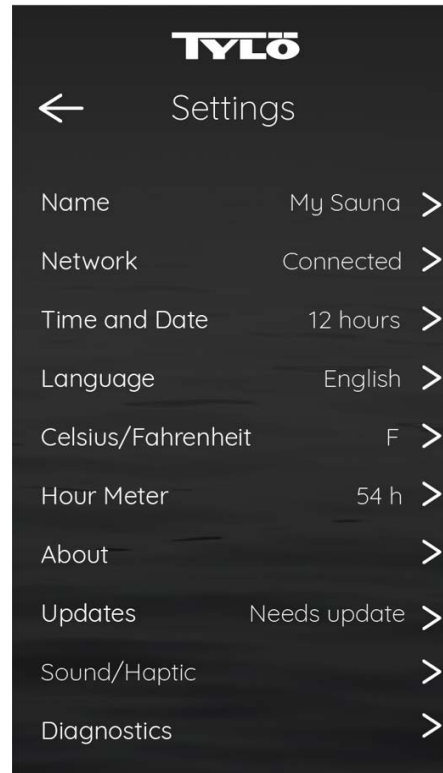 TYLÖ
Settings
Name My Sauna
Network Connected
Time and Date 12 hours
Language English
Celsius/Fahrenheit F
Hour Meter 54 h
About
Updates Needs update
Sound/Haptic
Diagnostics